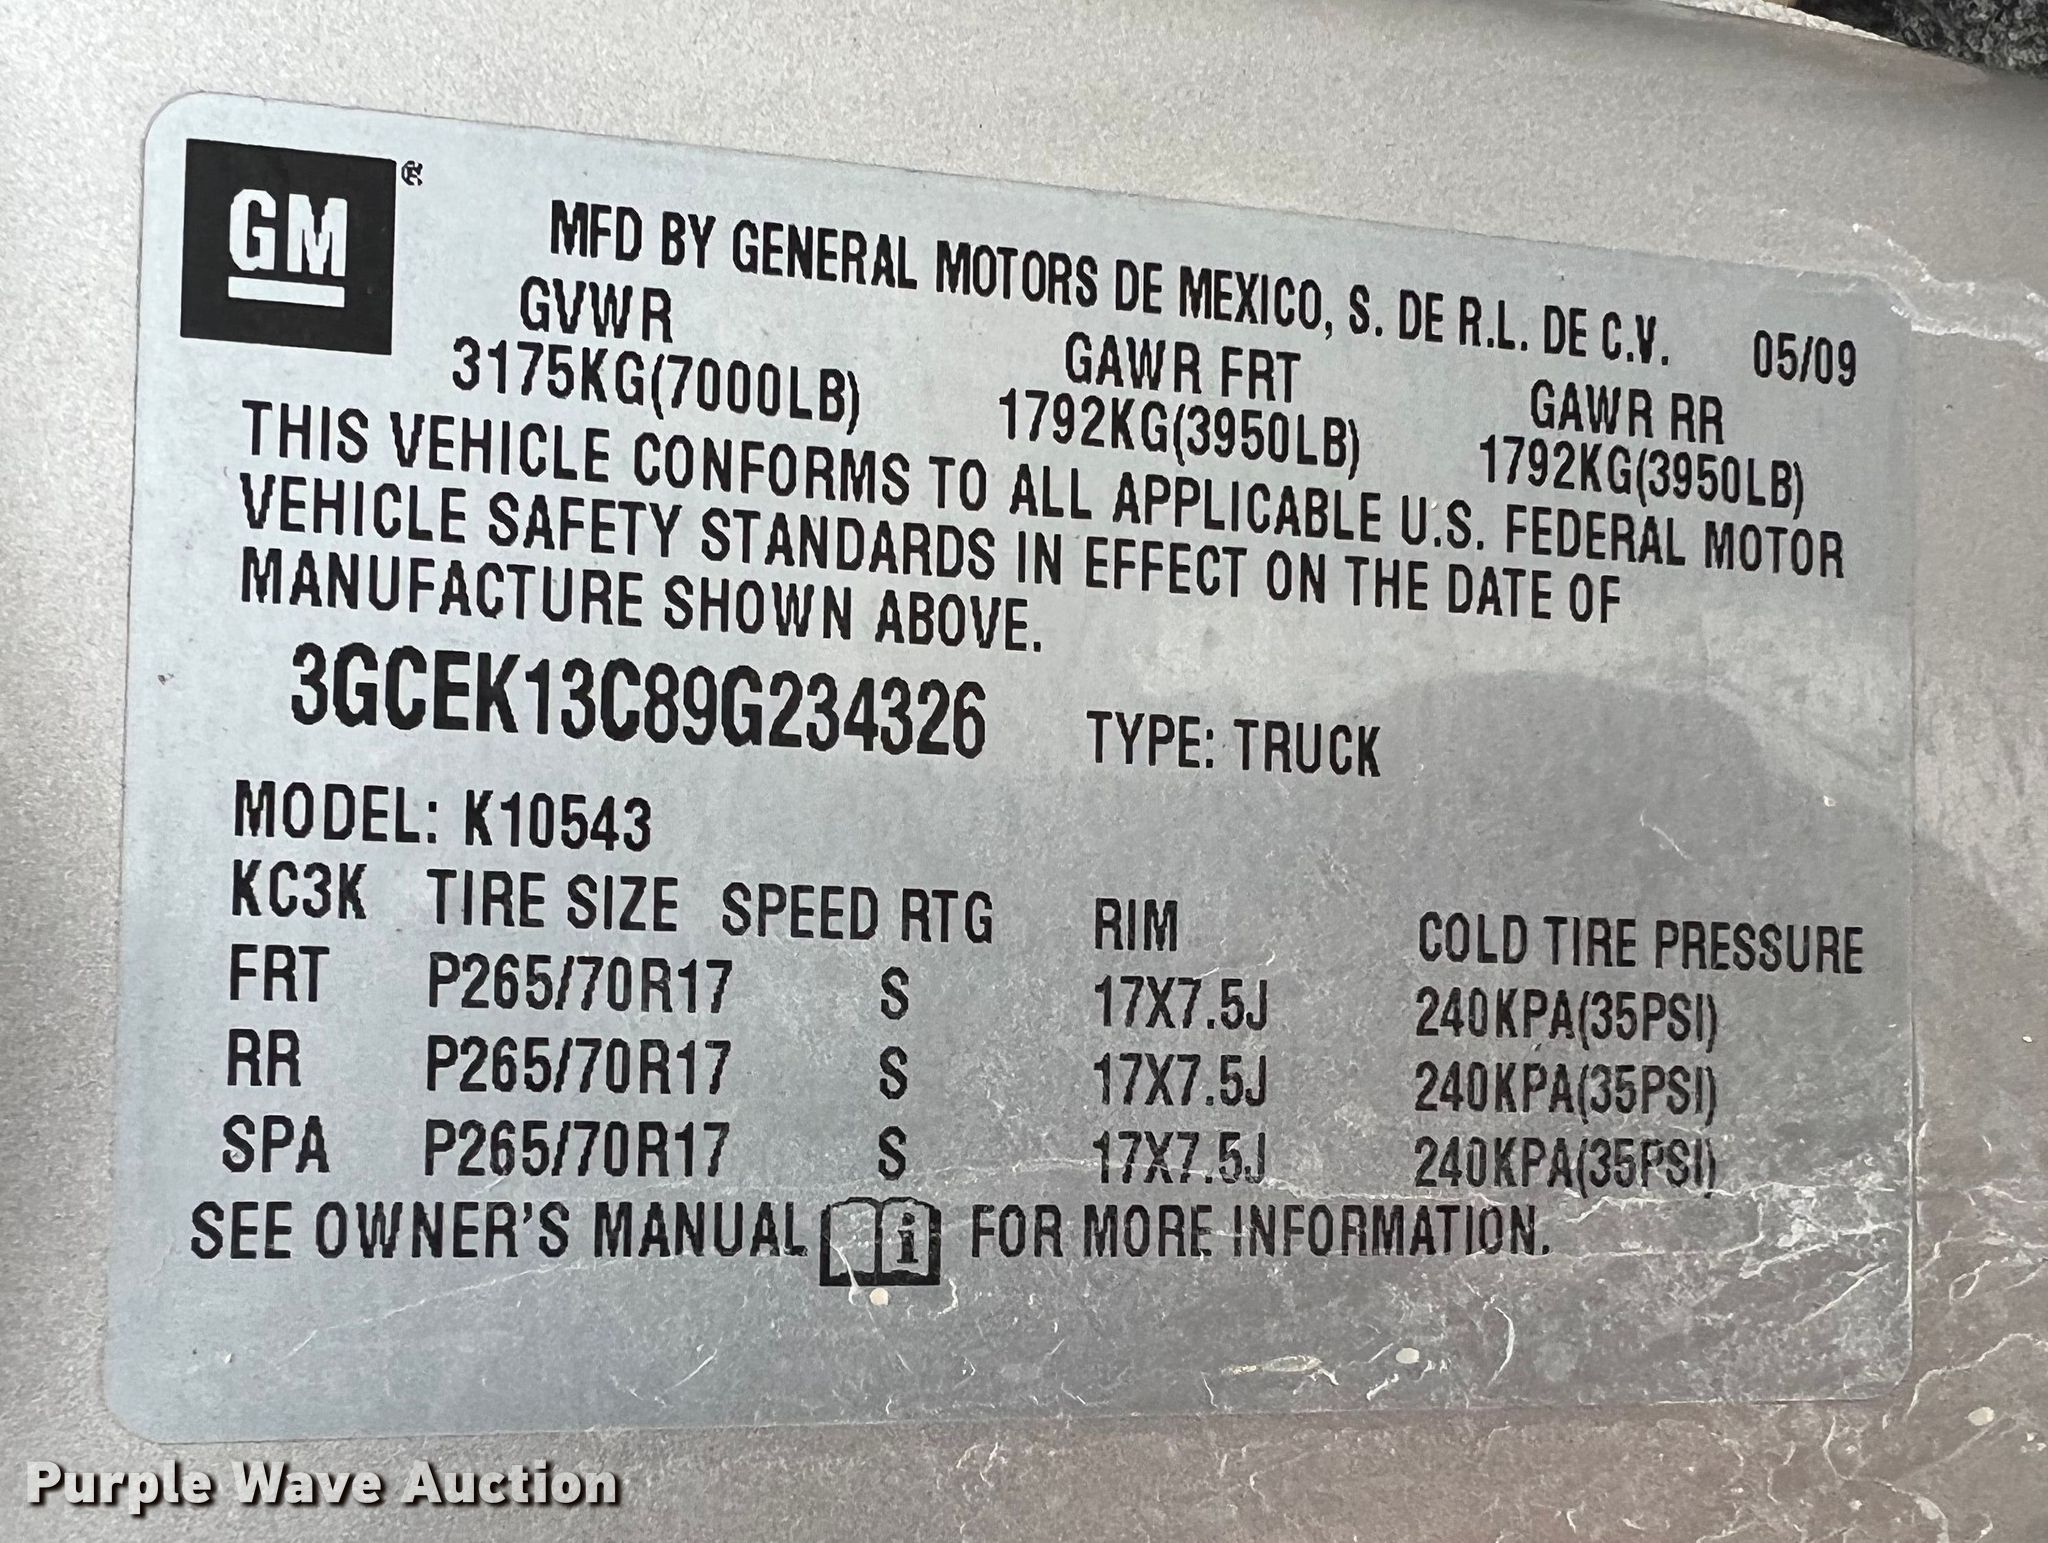 GM
MFD BY GENERAL MOTORS DE MEXICO, S. DE R.L. DE C.V. 05/09
GVWR GAWR FRT GAWR RR
3175KG(7000LB) 1792KG(3950LB) 1792KG(3950LB)
THIS VEHICLE CONFORMS TO ALL APPLICABLE U.S. FEDERAL MOTOR
VEHICLE SAFETY STANDARDS IN EFFECT ON THE DATE OF
MANUFACTURE SHOWN ABOVE.
3GCEK13C89G234326 TYPE: TRUCK
MODEL: K10543
KC3K TIRE SIZE SPEED RTG RIM COLD TIRE PRESSURE
FRT P265/70R17 S 17X7.5J 240KPA(35PSI)
RR P265/70R17 S 17X7.5J 240KPA(35PSI)
SPA P265/70R17 S 17X7.5J 240KPA(35PSI)
SEE OWNER'S MANUAL i FOR MORE INFORMATION.
Purple Wave Auction